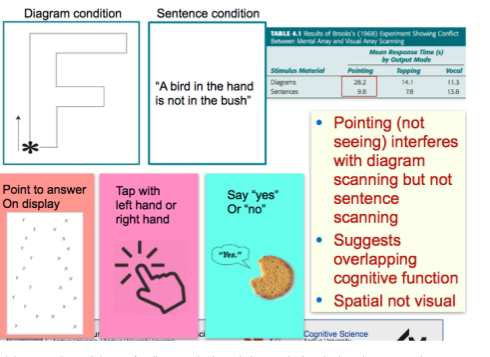 Diagram condition
Sentence condition
"A bird in the hand
is not in the bush"
TABLE 4.1 Results of Brooks's (1968) Experiment Showing Conflict
Between Mental Array and Visual Array Scanning
Mean Response Time (s)
by Output Mode
Stimulus Material Pointing Tapping Vocal
Diagrams 28.2 14.1 11.3
Sentences 9.8 7.8 13.8
• Pointing (not
seeing) interferes
with diagram
scanning but not
sentence
scanning
• Suggests
overlapping
cognitive function
• Spatial not visual
Point to answer
On display
Tap with
left hand or
right hand
Say "yes"
Or "no"
"Yes."
Cognitive Science